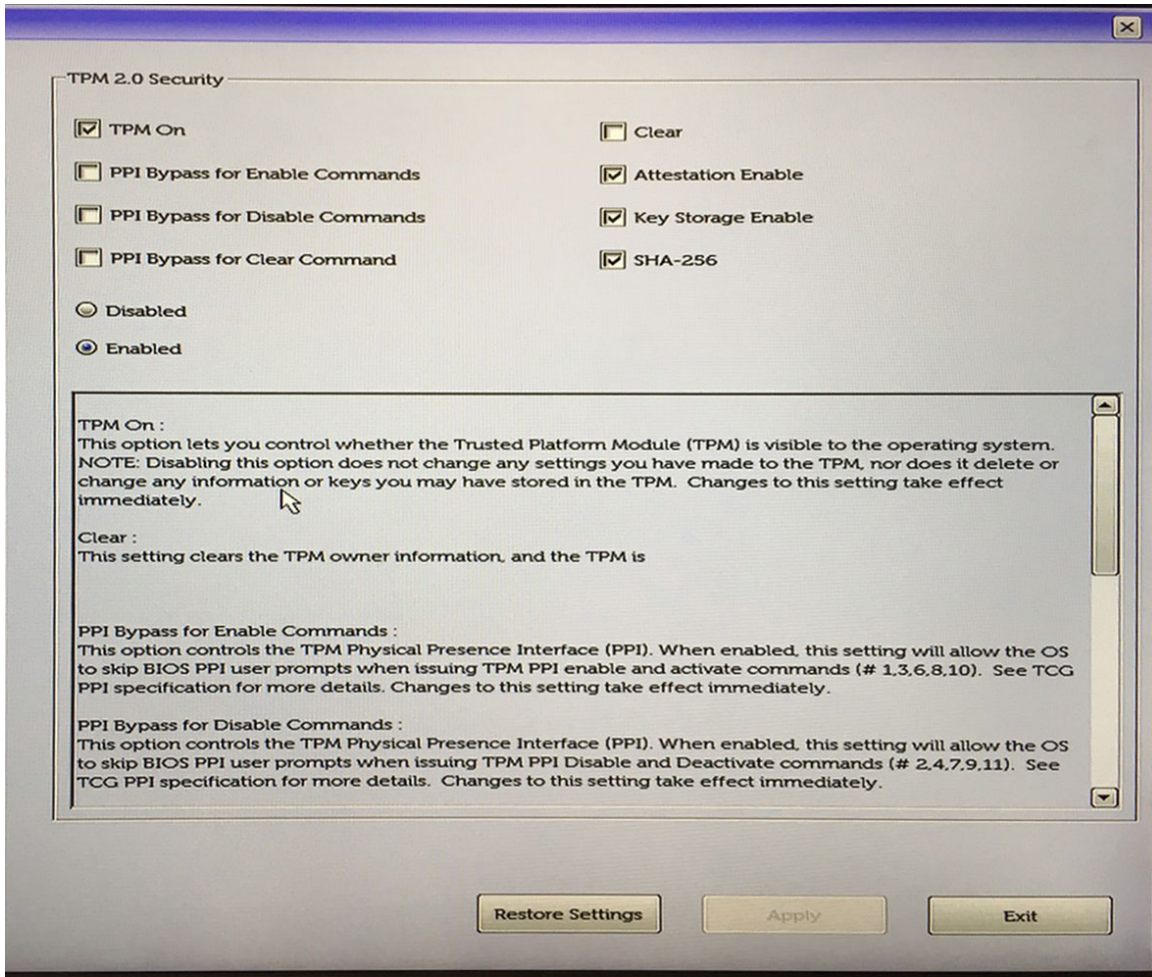 TPM 2.0 Security
TPM On
Clear
PPI Bypass for Enable Commands
Attestation Enable
PPI Bypass for Disable Commands
Key Storage Enable
PPI Bypass for Clear Command
SHA-256
Disabled
Enabled
TPM On :
This option lets you control whether the Trusted Platform Module (TPM) is visible to the operating system.
NOTE: Disabling this option does not change any settings you have made to the TPM, nor does it delete or
change any information or keys you may have stored in the TPM.  Changes to this setting take effect
immediately.
Clear :
This setting clears the TPM owner information, and the TPM is
PPI Bypass for Enable Commands :
This option controls the TPM Physical Presence Interface (PPI). When enabled, this setting will allow the OS
to skip BIOS PPI user prompts when issuing TPM PPI enable and activate commands (# 1,3,6,8,10).  See TCG
PPI specification for more details. Changes to this setting take effect immediately.
PPI Bypass for Disable Commands :
This option controls the TPM Physical Presence Interface (PPI). When enabled, this setting will allow the OS
to skip BIOS PPI user prompts when issuing TPM PPI Disable and Deactivate commands (# 2,4,7,9,11).  See
TCG PPI specification for more details.  Changes to this setting take effect immediately.
Restore Settings
Apply
Exit